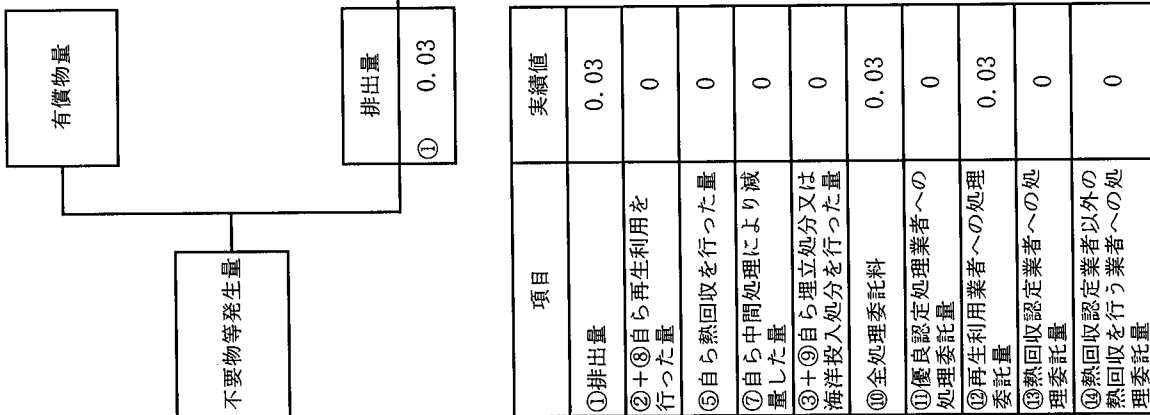 有償物量
不要物等発生量
排出量
① 0.03
項目 実績値
①排出量 0.03
②+⑧自ら再生利用を
行った量 0
⑤自ら熱回収を行った量 0
⑦自ら中間処理により減
量した量 0
③+⑨自ら埋立処分又は
海洋投入処分を行った量 0
⑩全処理委託料 0.03
⑪優良認定処理業者への
処理委託量 0
⑫再生利用業者への処理
委託量 0.03
⑬熱回収認定業者への処
理委託量 0
⑭熱回収認定業者以外の
熱回収を行う業者への処
理委託量 0